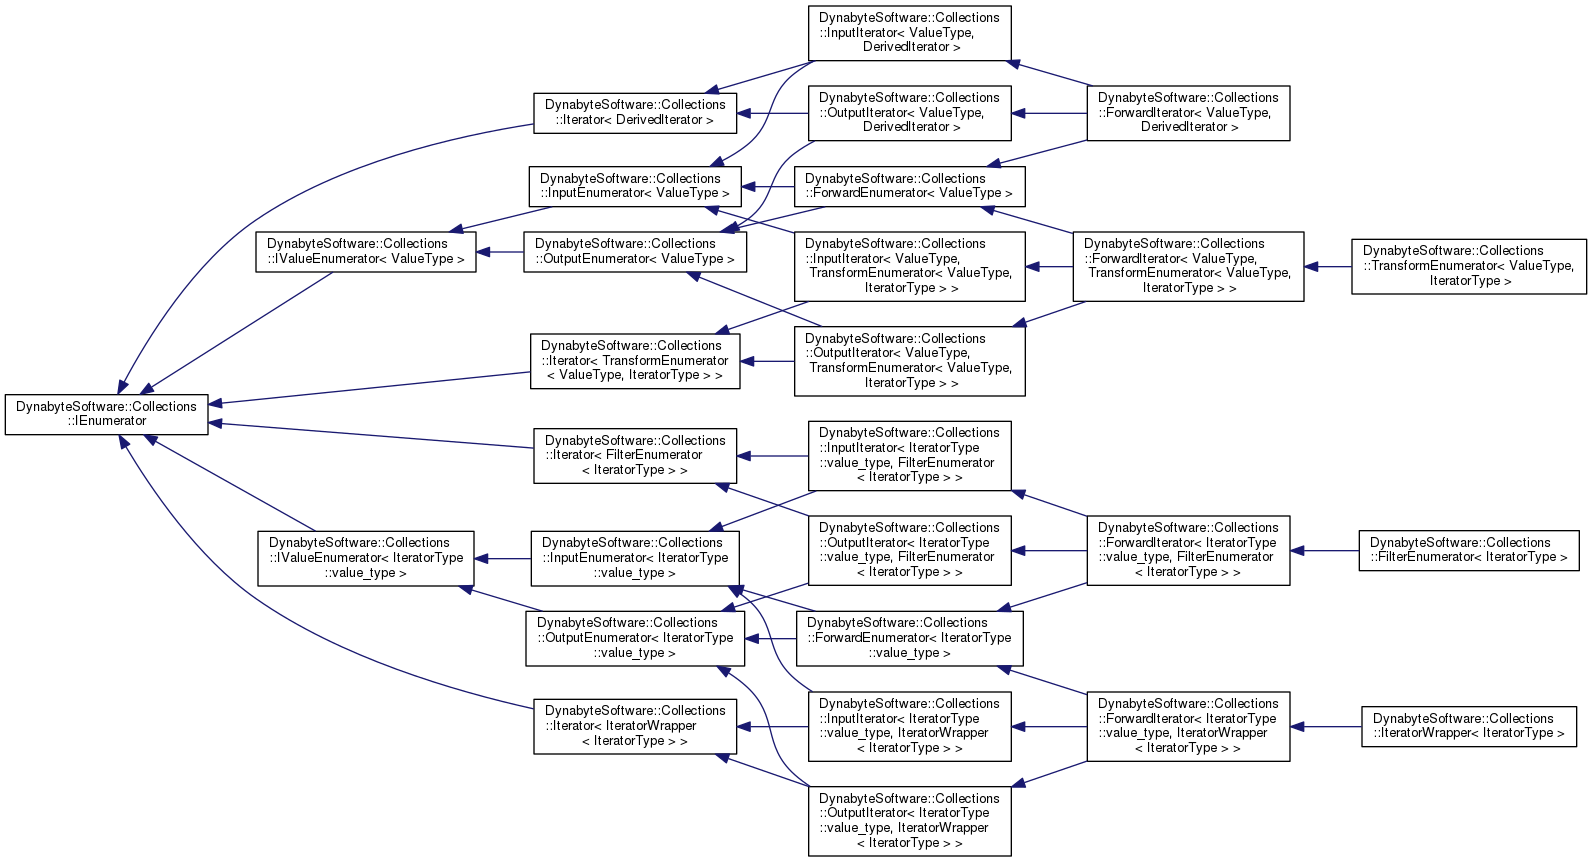 DynabyteSoftware::Collections
::IEnumerator
DynabyteSoftware::Collections
::IValueEnumerator< ValueType >
DynabyteSoftware::Collections
::IValueEnumerator< IteratorType
::value_type >
DynabyteSoftware::Collections
::Iterator< DerivedIterator >
DynabyteSoftware::Collections
::InputEnumerator< ValueType >
DynabyteSoftware::Collections
::OutputEnumerator< ValueType >
DynabyteSoftware::Collections
::Iterator< TransformEnumerator
< ValueType, IteratorType > >
DynabyteSoftware::Collections
::Iterator< FilterEnumerator
< IteratorType > >
DynabyteSoftware::Collections
::InputEnumerator< IteratorType
::value_type >
DynabyteSoftware::Collections
::OutputEnumerator< IteratorType
::value_type >
DynabyteSoftware::Collections
::Iterator< IteratorWrapper
< IteratorType > >
DynabyteSoftware::Collections
::InputIterator< ValueType,
DerivedIterator >
DynabyteSoftware::Collections
::OutputIterator< ValueType,
DerivedIterator >
DynabyteSoftware::Collections
::ForwardEnumerator< ValueType >
DynabyteSoftware::Collections
::InputIterator< ValueType,
TransformEnumerator< ValueType,
IteratorType > >
DynabyteSoftware::Collections
::OutputIterator< ValueType,
TransformEnumerator< ValueType,
IteratorType > >
DynabyteSoftware::Collections
::InputIterator< IteratorType
::value_type, FilterEnumerator
< IteratorType > >
DynabyteSoftware::Collections
::OutputIterator< IteratorType
::value_type, FilterEnumerator
< IteratorType > >
DynabyteSoftware::Collections
::ForwardEnumerator< IteratorType
::value_type >
DynabyteSoftware::Collections
::InputIterator< IteratorType
::value_type, IteratorWrapper
< IteratorType > >
DynabyteSoftware::Collections
::OutputIterator< IteratorType
::value_type, IteratorWrapper
< IteratorType > >
DynabyteSoftware::Collections
::ForwardIterator< ValueType,
DerivedIterator >
DynabyteSoftware::Collections
::ForwardIterator< ValueType,
TransformEnumerator< ValueType,
IteratorType > >
DynabyteSoftware::Collections
::ForwardIterator< IteratorType
::value_type, FilterEnumerator
< IteratorType > >
DynabyteSoftware::Collections
::ForwardIterator< IteratorType
::value_type, IteratorWrapper
< IteratorType > >
DynabyteSoftware::Collections
::TransformEnumerator< ValueType,
IteratorType >
DynabyteSoftware::Collections
::FilterEnumerator< IteratorType >
DynabyteSoftware::Collections
::IteratorWrapper< IteratorType >